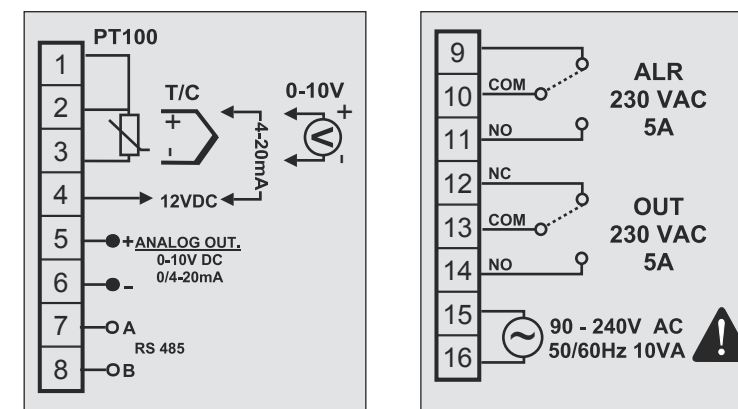 PT100
1
2
3
4
5
6
7
8
T/C
+
-
4-20mA
0-10V
+
V
-
12VDC
+ ANALOG OUT.
0-10V DC
0/4-20mA
-
A
RS 485
B
9
10
11
12
13
14
15
16
COM
NO
NC
COM
NO
ALR
230 VAC
5A
OUT
230 VAC
5A
90 - 240V AC
50/60Hz 10VA
!